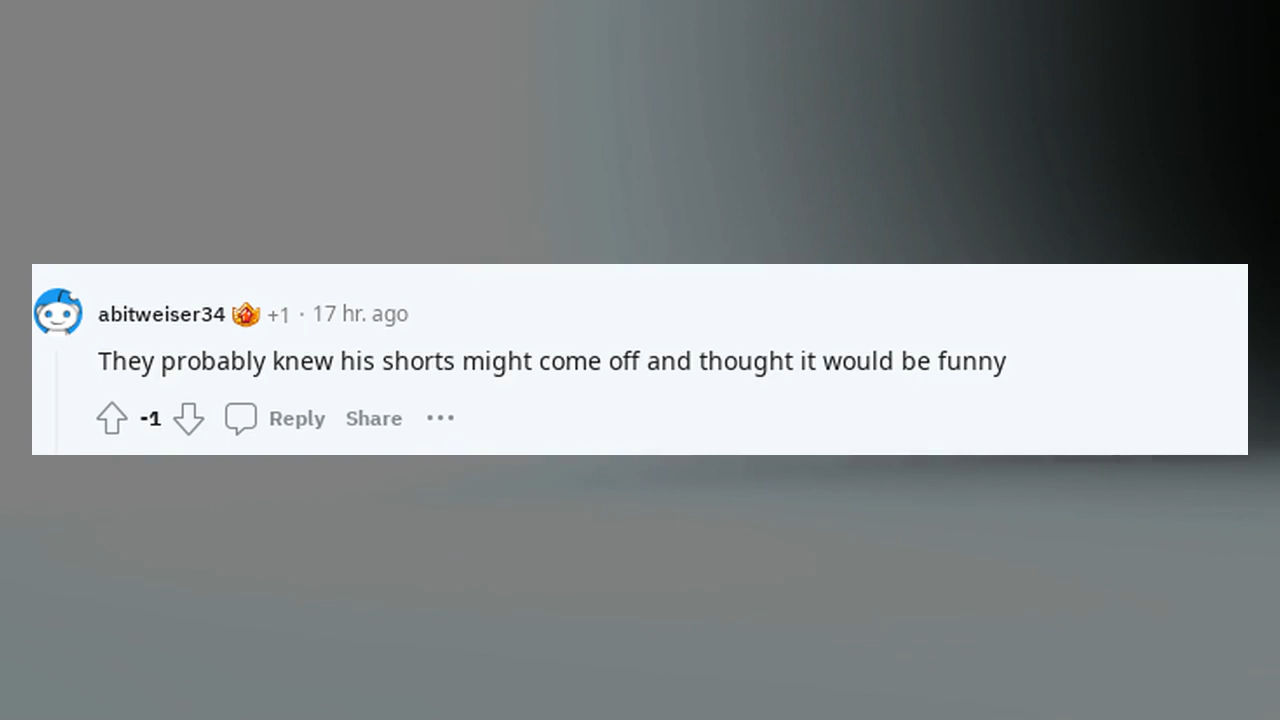 abitweiser34 +1 · 17 hr. ago
They probably knew his shorts might come off and thought it would be funny
-1 Reply Share ...